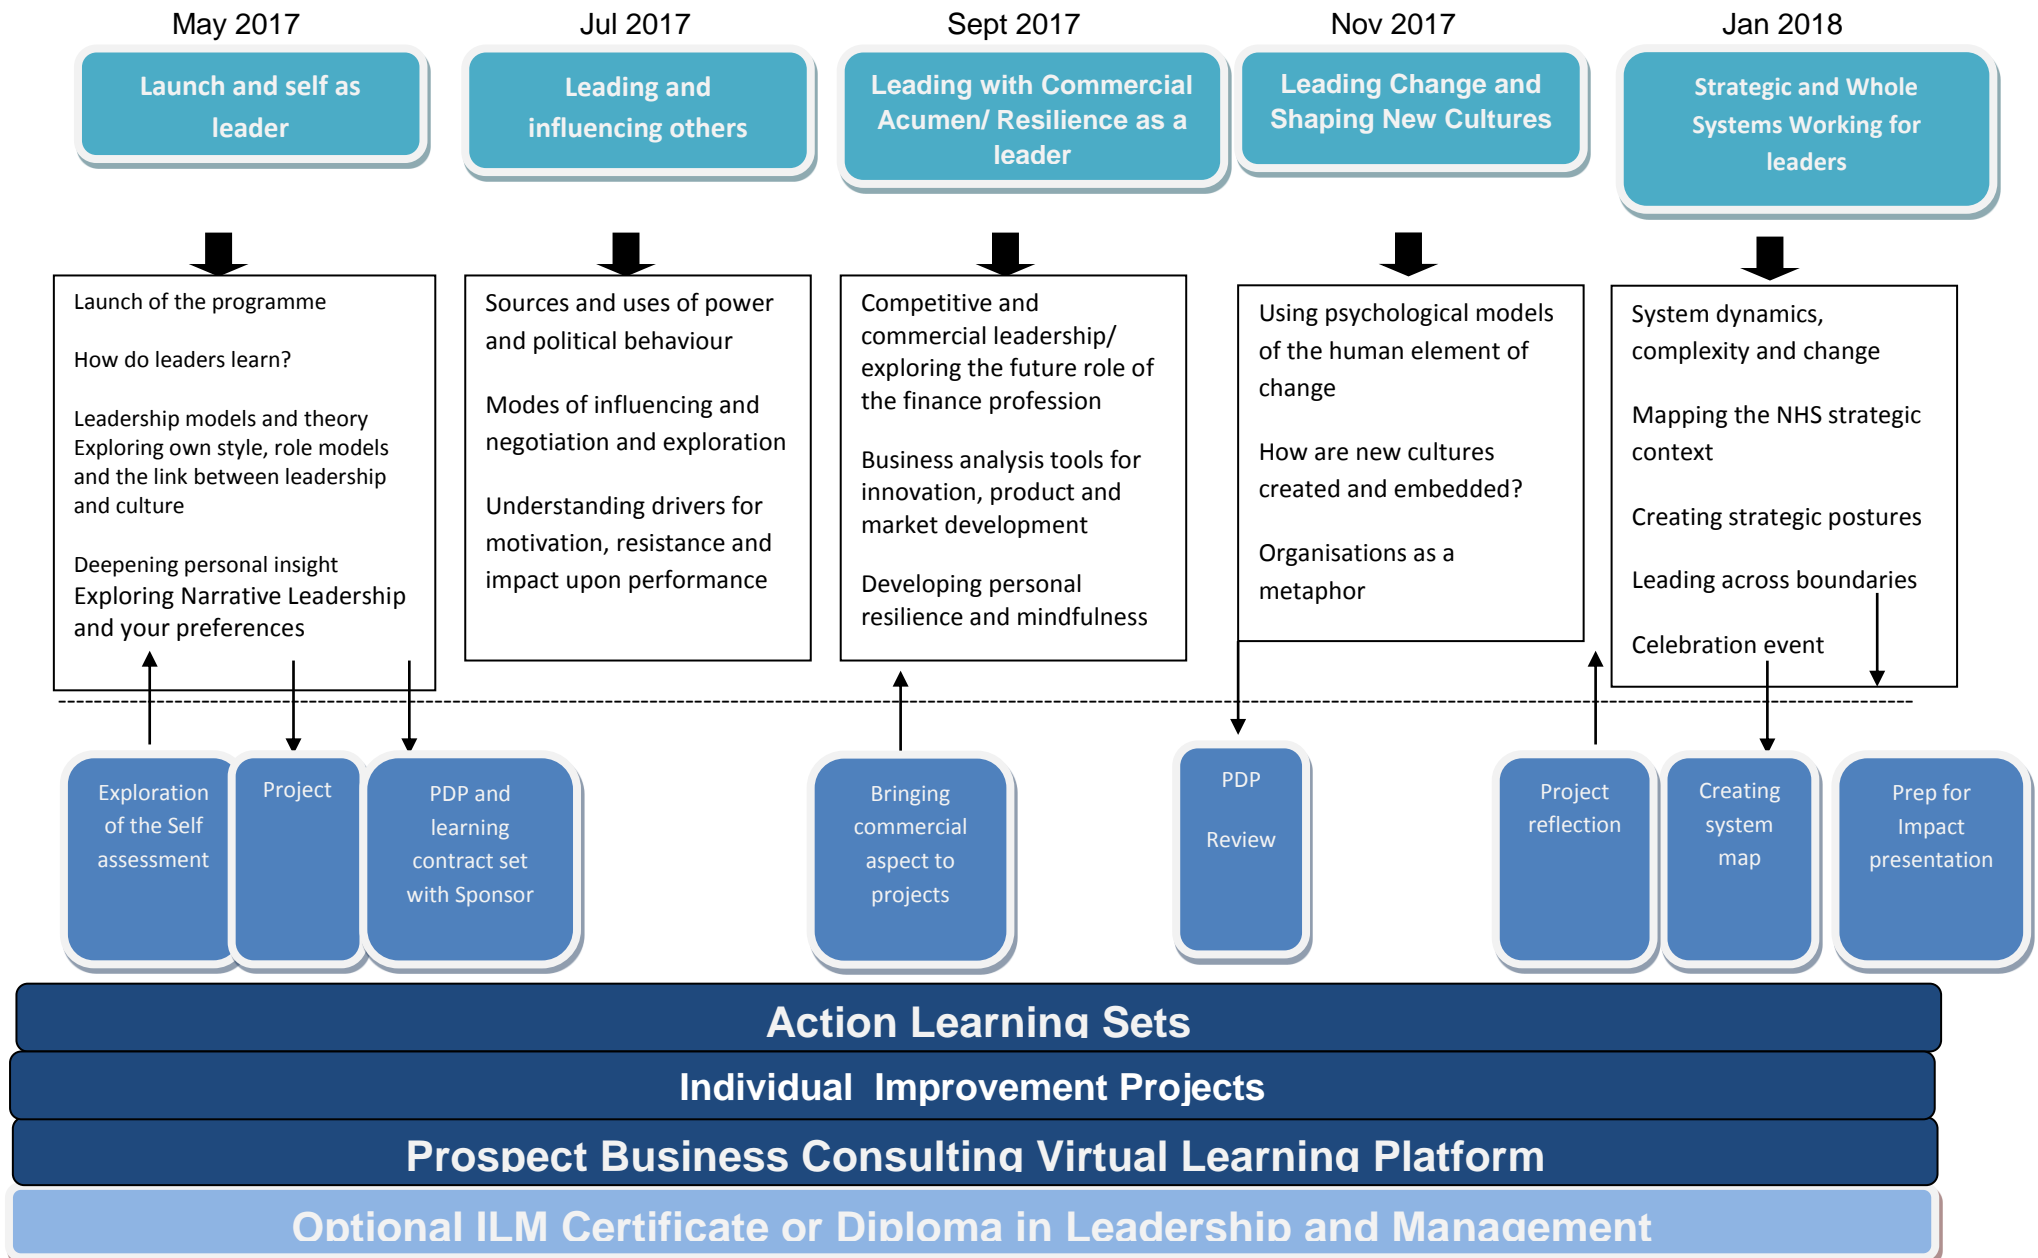 May 2017
Jul 2017
Sept 2017
Nov 2017
Jan 2018
Launch and self as
leader
Leading and
influencing others
Leading with Commercial
Acumen/ Resilience as a
leader
Leading Change and
Shaping New Cultures
Strategic and Whole
Systems Working for
leaders
Launch of the programme
How do leaders learn?
Leadership models and theory
Exploring own style, role models
and the link between leadership
and culture
Deepening personal insight
Exploring Narrative Leadership
and your preferences
Sources and uses of power
and political behaviour
Modes of influencing and
negotiation and exploration
Understanding drivers for
motivation, resistance and
impact upon performance
Competitive and
commercial leadership/
exploring the future role of
the finance profession
Business analysis tools for
innovation, product and
market development
Developing personal
resilience and mindfulness
Using psychological models
of the human element of
change
How are new cultures
created and embedded?
Organisations as a
metaphor
System dynamics,
complexity and change
Mapping the NHS strategic
context
Creating strategic postures
Leading across boundaries
Celebration event
Exploration
of the Self
assessment
Project
PDP and
learning
contract set
with Sponsor
Bringing
commercial
aspect to
projects
PDP
Review
Project
reflection
Creating
system
map
Prep for
Impact
presentation
Action Learning Sets
Individual  Improvement Projects
Prospect Business Consulting Virtual Learning Platform
Optional ILM Certificate or Diploma in Leadership and Management